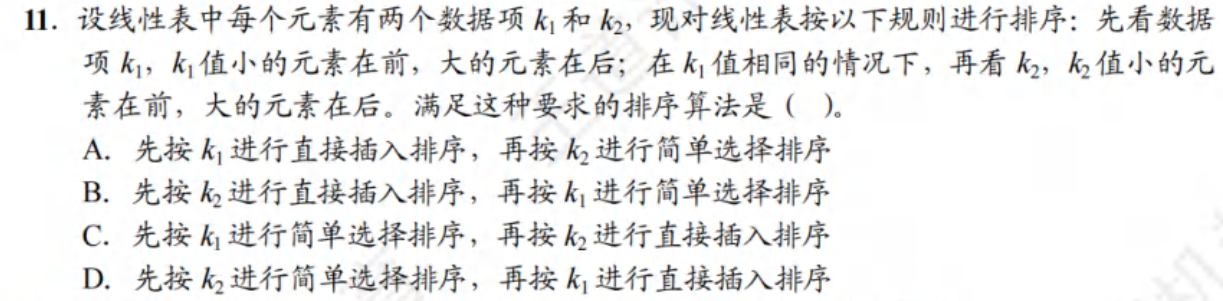 11. 设线性表中每个元素有两个数据项 k₁ 和 k₂，现对线性表按以下规则进行排序：先看数据
项 k₁，k₁ 值小的元素在前，大的元素在后；在 k₁ 值相同的情况下，再看 k₂，k₂ 值小的元
素在前，大的元素在后。满足这种要求的排序算法是（ ）。
A. 先按 k₁ 进行直接插入排序，再按 k₂ 进行简单选择排序
B. 先按 k₂ 进行直接插入排序，再按 k₁ 进行简单选择排序
C. 先按 k₁ 进行简单选择排序，再按 k₂ 进行直接插入排序
D. 先按 k₂ 进行简单选择排序，再按 k₁ 进行直接插入排序